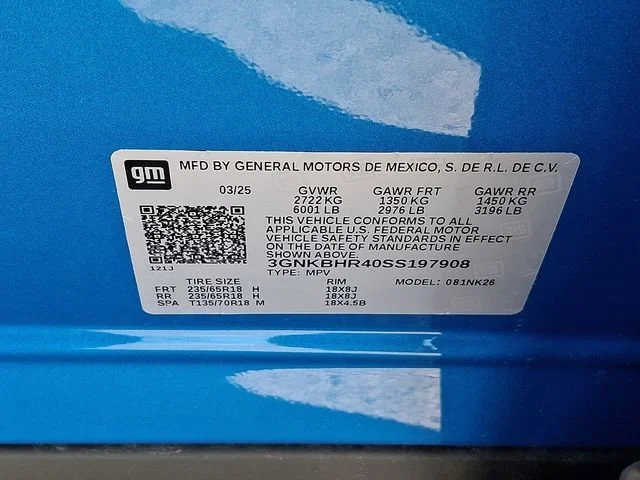 gm MFD BY GENERAL MOTORS DE MEXICO, S. DE R.L. DE C.V.
03/25 GVWR GAWR FRT GAWR RR
2722 KG 1350 KG 1450 KG
6001 LB 2976 LB 3196 LB
THIS VEHICLE CONFORMS TO ALL
APPLICABLE U.S. FEDERAL MOTOR
VEHICLE SAFETY STANDARDS IN EFFECT
ON THE DATE OF MANUFACTURE
SHOWN ABOVE.
3GNKBHR40SS197908
121J TYPE: MPV
TIRE SIZE RIM MODEL: 081NK26
FRT 235/65R18 H 18X8J
RR 235/65R18 H 18X8J
SPA T135/70R18 M 18X4.5B